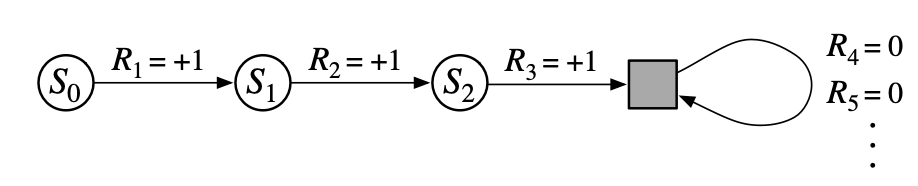 S₀ R₁ = +1 S₁ R₂ = +1 S₂ R₃ = +1
R₄ = 0
R₅ = 0
⋮